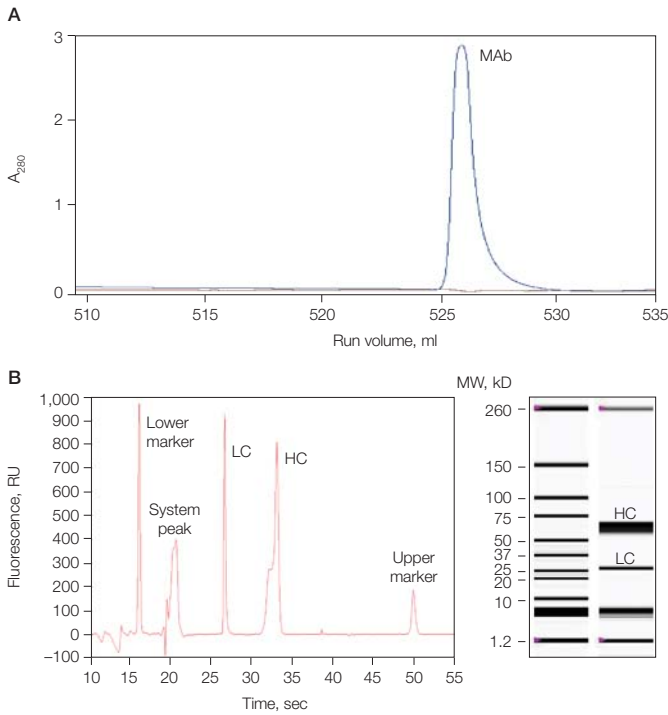 A
3
2
1
0
A280
MAb
510 515 520 525 530 535
Run volume, ml
B
1,000
900
800
700
600
500
400
300
200
100
0
–100
Fluorescence, RU
Lower
marker
System
peak
LC
HC
Upper
marker
10 15 20 25 30 35 40 45 50 55
Time, sec
MW, kD
260
150
100
75
50
37
25
20
10
1.2
HC
LC